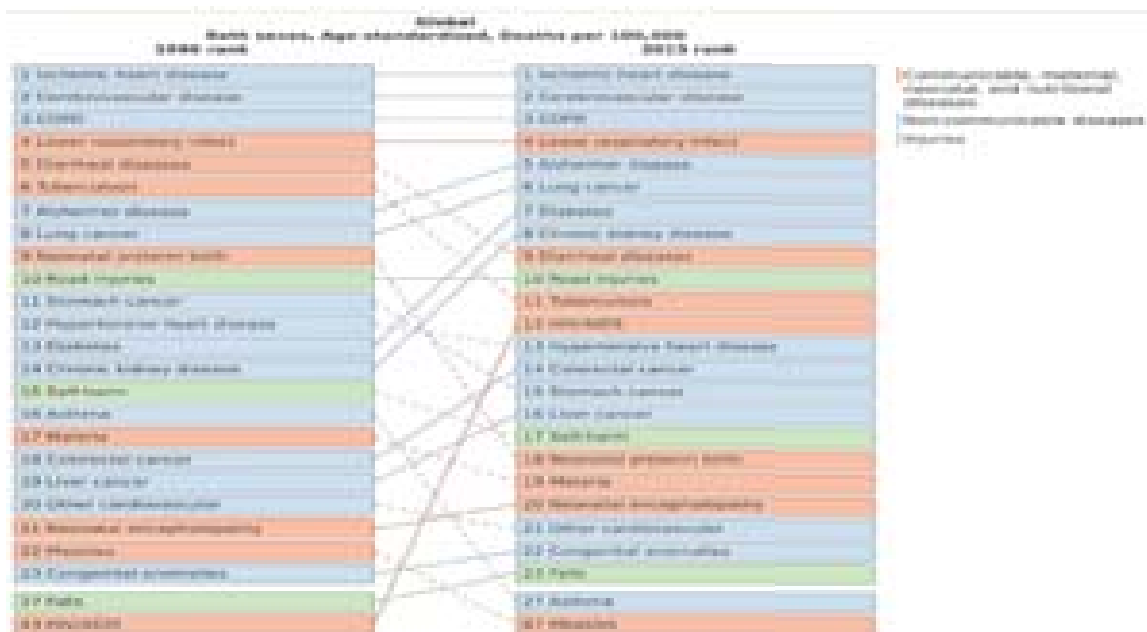 Global
Both sexes, Age-standardized, Deaths per 100,000
1990 rank
1 Ischemic heart disease
2 Cerebrovascular disease
3 COPD
4 Lower respiratory infect
5 Diarrheal diseases
6 Tuberculosis
7 Alzheimer disease
8 Lung cancer
9 Neonatal preterm birth
10 Road injuries
11 Stomach cancer
12 Hypertensive heart disease
13 Diabetes
14 Chronic kidney disease
15 Self-harm
16 Asthma
17 Malaria
18 Colorectal cancer
19 Liver cancer
20 Other cardiovascular
21 Neonatal encephalopathy
22 Measles
23 Congenital anomalies
27 Falls
HIV/AIDS
2013 rank
1 Ischemic heart disease
2 Cerebrovascular disease
3 COPD
4 Lower respiratory infect
5 Alzheimer disease
6 Lung cancer
7 Diabetes
8 Chronic kidney disease
9 Diarrheal diseases
10 Road injuries
11 Tuberculosis
12 HIV/AIDS
13 Hypertensive heart disease
14 Colorectal cancer
15 Stomach cancer
16 Liver cancer
17 Self-harm
18 Neonatal preterm birth
19 Malaria
20 Neonatal encephalopathy
21 Other cardiovascular
22 Congenital anomalies
23 Falls
27 Asthma
Measles
Communicable, maternal,
neonatal, and nutritional
diseases
Non-communicable diseases
Injuries